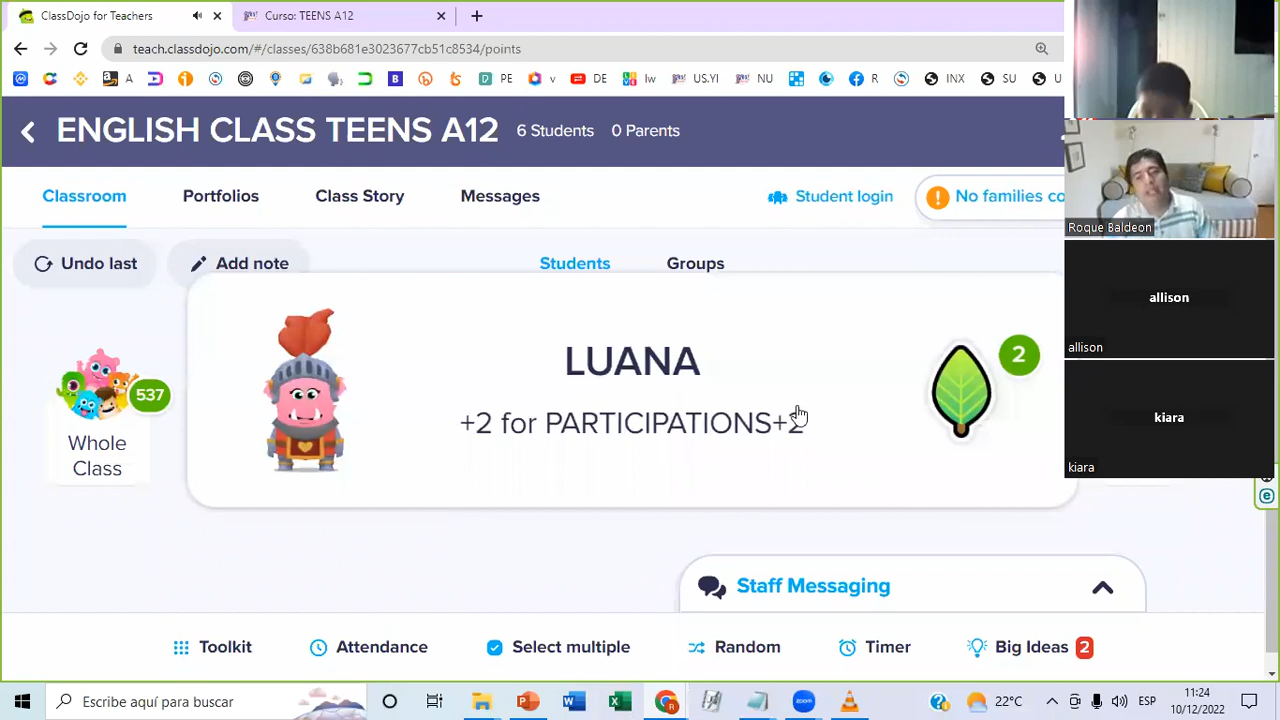 ClassDojo for Teachers
Curso: TEENS A12
teach.classdojo.com/#/classes/638b681e3023677cb51c8534/points
PE
v
DE
Iw
US.YI
NU
R
INX
SU
U
ENGLISH CLASS TEENS A12 6 Students 0 Parents
Classroom Portfolios Class Story Messages Student login No families co
Undo last Add note Students Groups
LUANA
+2 for PARTICIPATIONS+2
2
537
Whole
Class
Staff Messaging
Toolkit Attendance Select multiple Random Timer Big Ideas 2
Roque Baldeon
allison
allison
kiara
kiara
Escribe aquí para buscar
zoom
22°C
ESP
11:24
10/12/2022